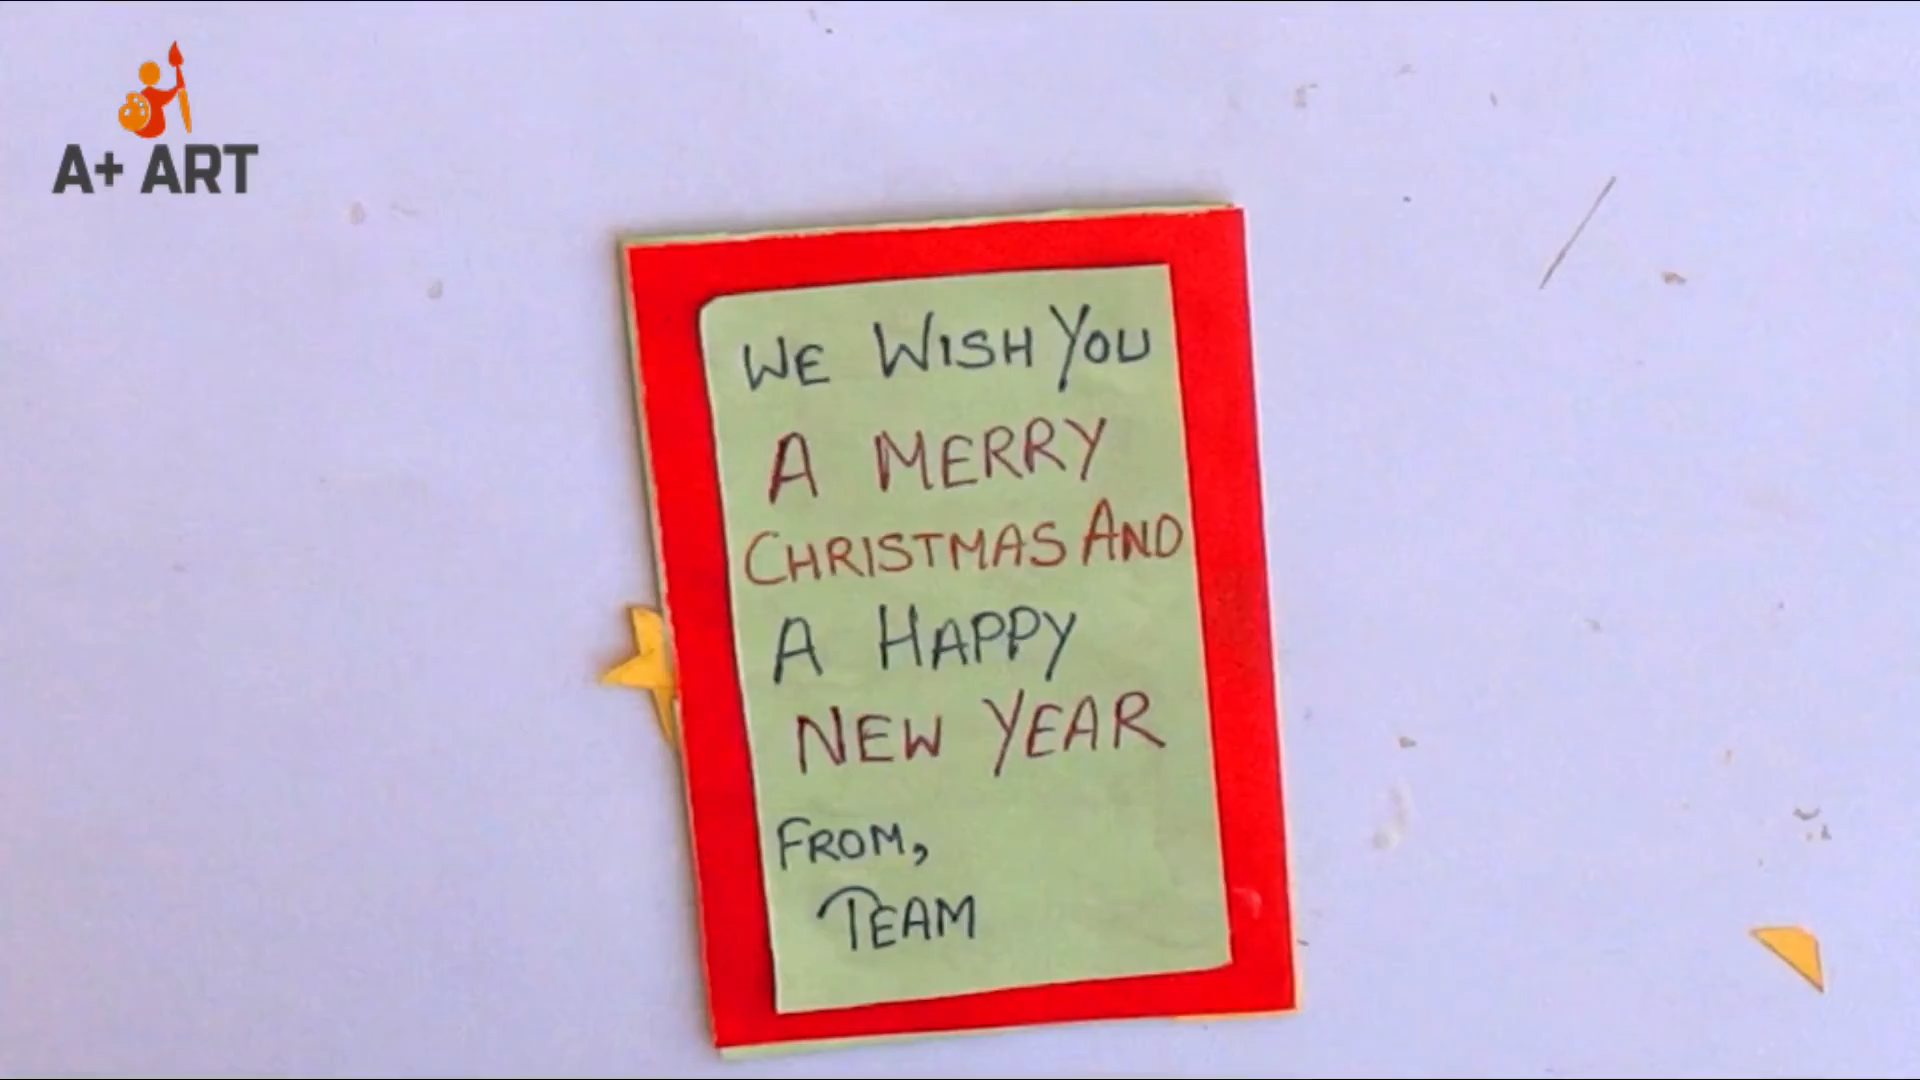 A+ ART
WE WISH YOU
A MERRY
CHRISTMAS AND
A HAPPY
NEW YEAR
FROM,
TEAM